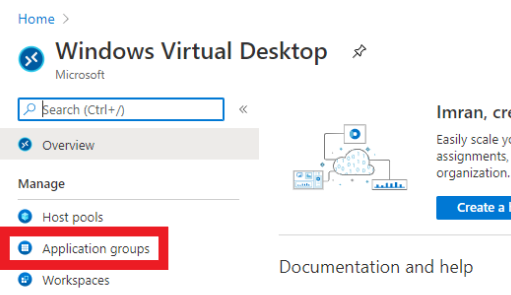 Home >
Windows Virtual Desktop
Microsoft
Search (Ctrl+/)
Overview
Manage
Host pools
Application groups
Workspaces
Imran, cre
Easily scale yo
assignments,
organization.
Create a
Documentation and help